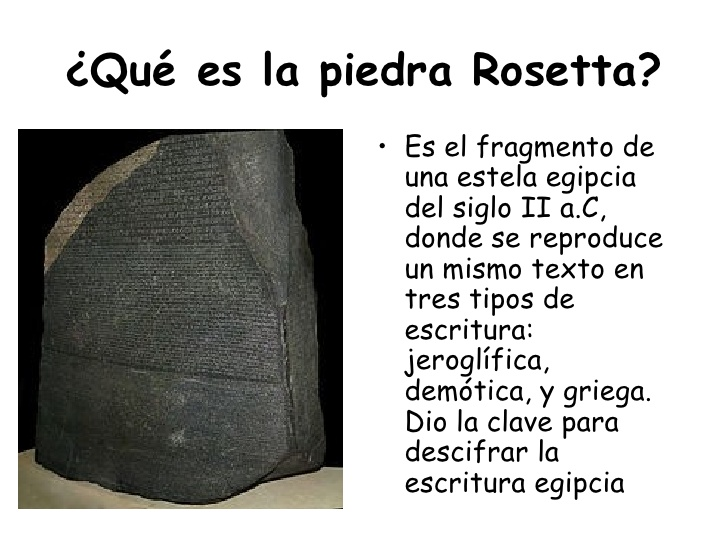 ¿Qué es la piedra Rosetta?
• Es el fragmento de
una estela egipcia
del siglo II a.C,
donde se reproduce
un mismo texto en
tres tipos de
escritura:
jeroglífica,
demótica, y griega.
Dio la clave para
descifrar la
escritura egipcia